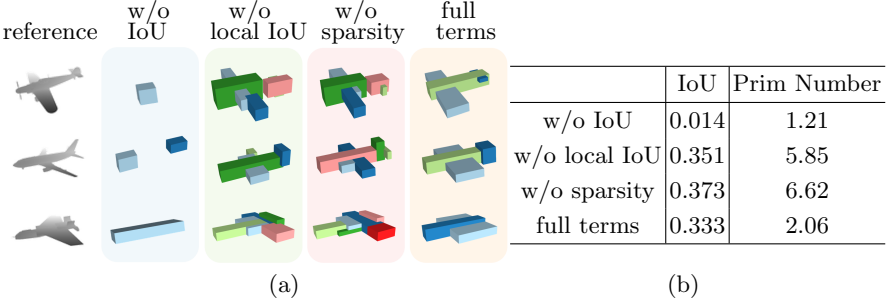 reference
w/o
IoU
w/o
local IoU
w/o
sparsity
full
terms
IoU Prim Number
w/o IoU 0.014 1.21
w/o local IoU 0.351 5.85
w/o sparsity 0.373 6.62
full terms 0.333 2.06
(a)
(b)